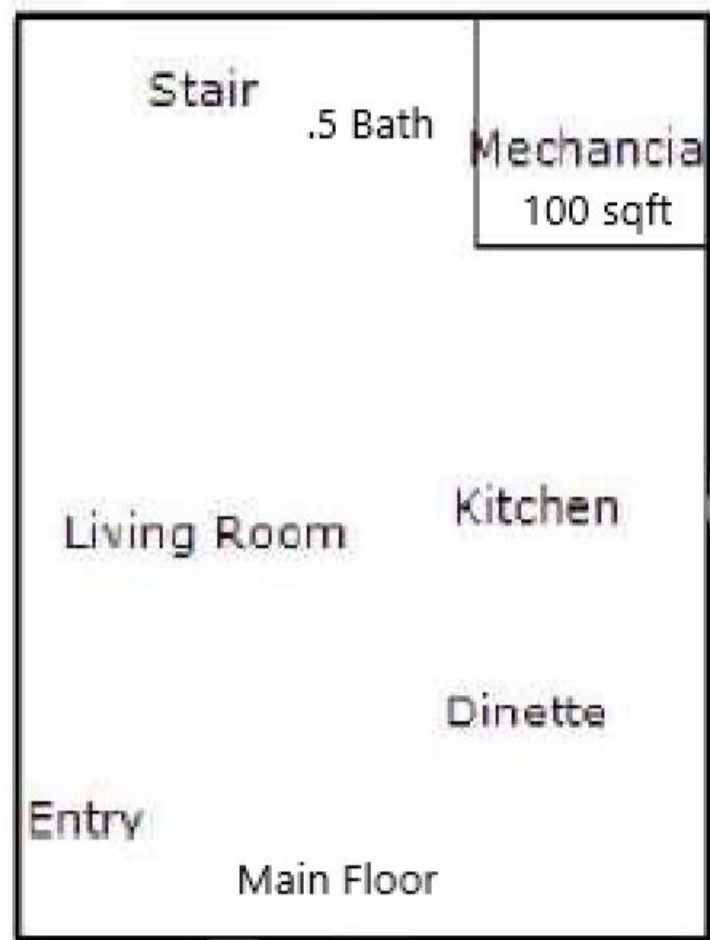 Stair
.5 Bath
Mechancia
100 sqft
Living Room
Kitchen
Dinette
Entry
Main Floor